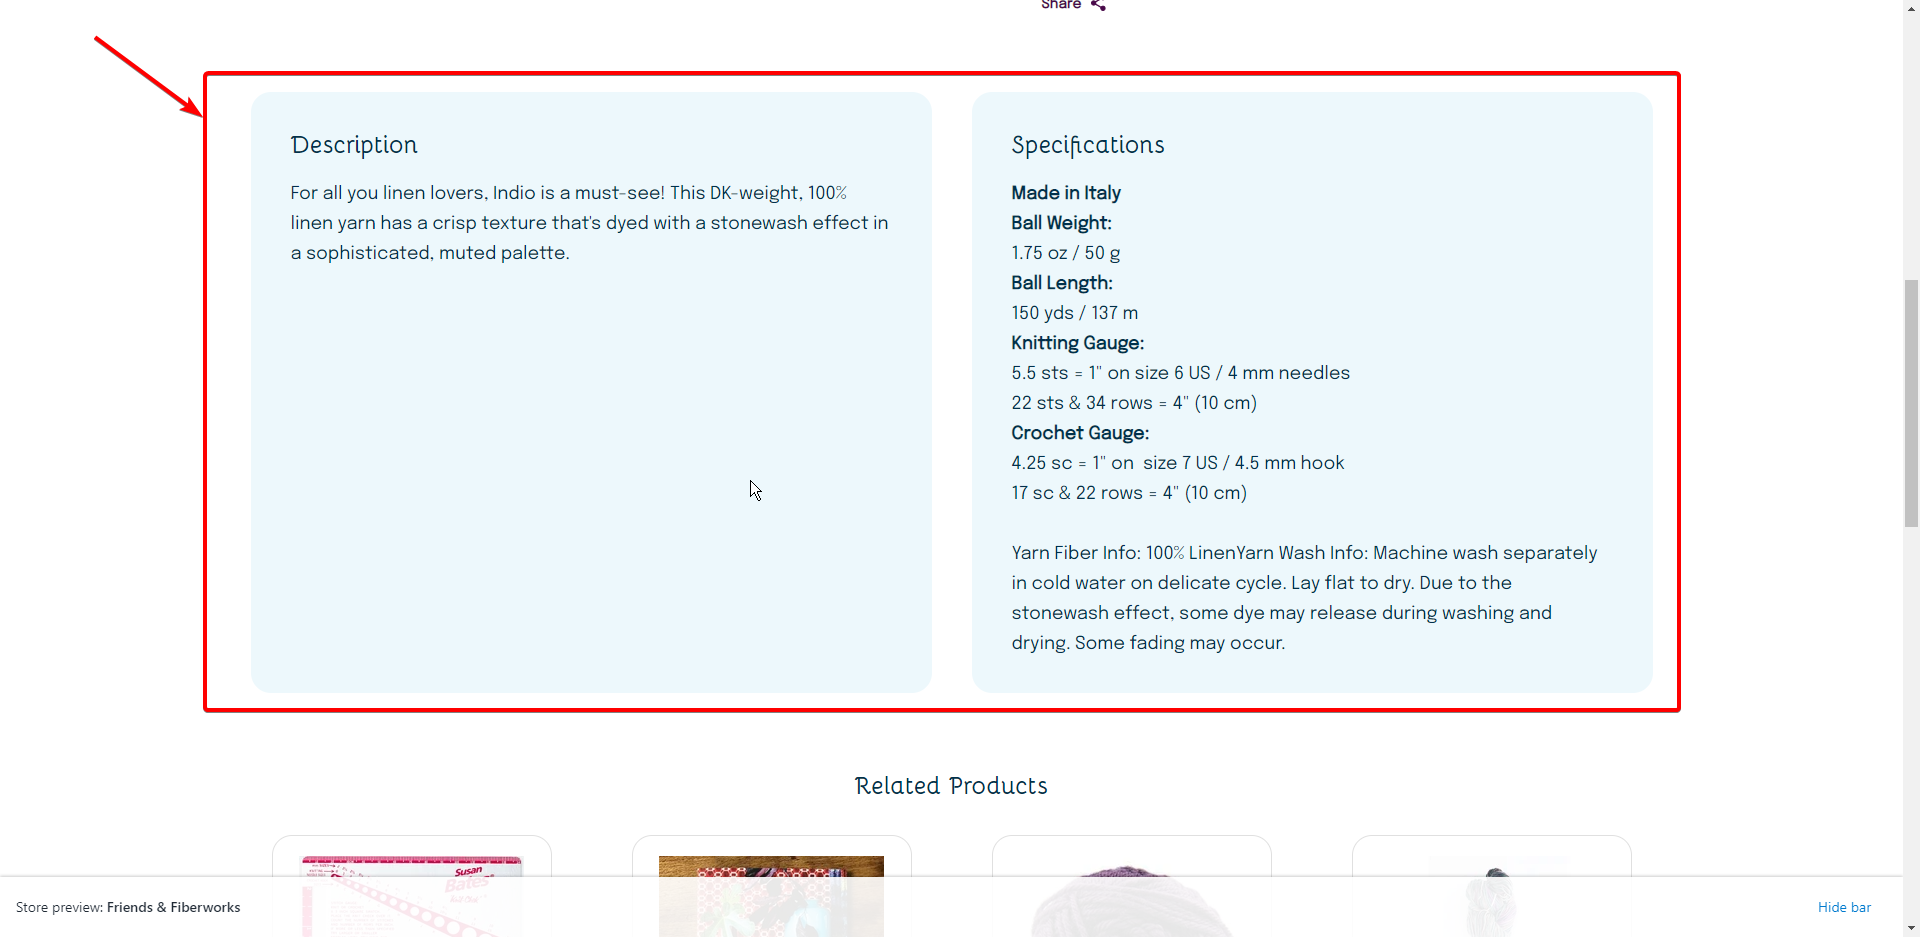 Share
Description
For all you linen lovers, Indio is a must-see! This DK-weight, 100%
linen yarn has a crisp texture that's dyed with a stonewash effect in
a sophisticated, muted palette.
Specifications
Made in Italy
Ball Weight:
1.75 oz / 50 g
Ball Length:
150 yds / 137 m
Knitting Gauge:
5.5 sts = 1" on size 6 US / 4 mm needles
22 sts & 34 rows = 4" (10 cm)
Crochet Gauge:
4.25 sc = 1" on  size 7 US / 4.5 mm hook
17 sc & 22 rows = 4" (10 cm)
Yarn Fiber Info: 100% LinenYarn Wash Info: Machine wash separately
in cold water on delicate cycle. Lay flat to dry. Due to the
stonewash effect, some dye may release during washing and
drying. Some fading may occur.
Related Products
Susan
Bates
Store preview: Friends & Fiberworks
Hide bar